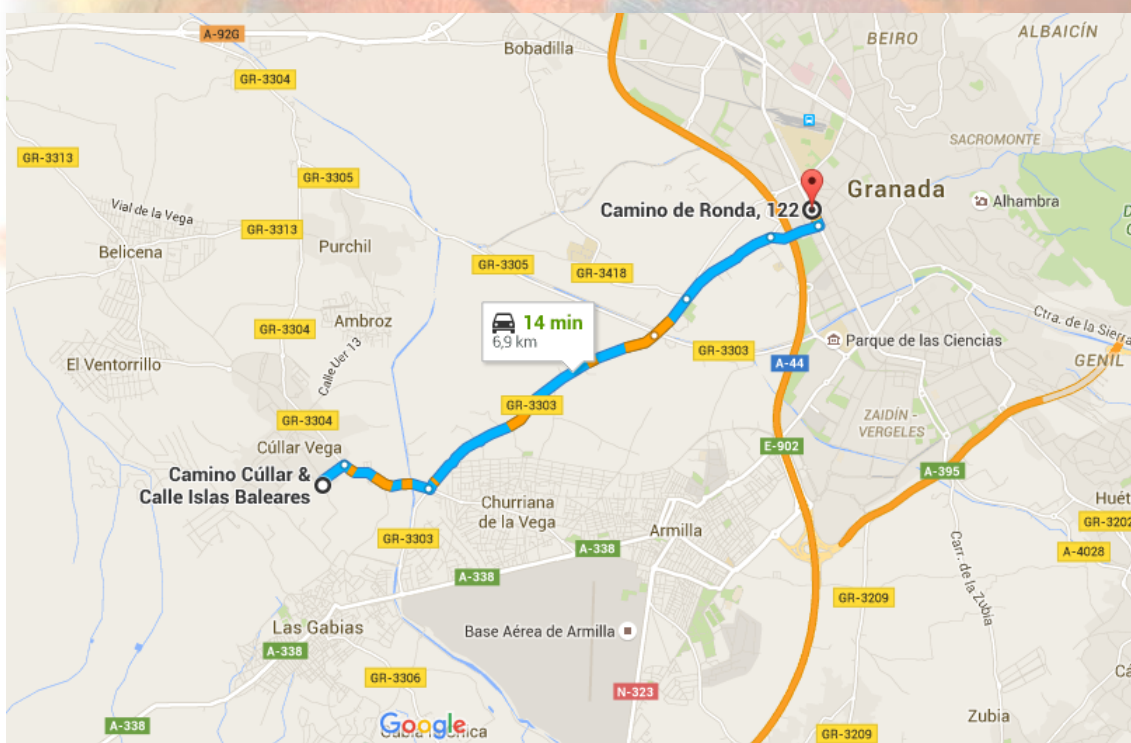 A-92G
Bobadilla
BEIRO
ALBAICÍN
GR-3304
GR-3313
GR-3305
SACROMONTE
Vial de la Vega
Granada
Alhambra
Camino de Ronda, 122
GR-3313
Purchil
Belicena
GR-3305
GR-3418
14 min
6,9 km
Ambroz
GR-3304
Ctra. de la Sierra
El Ventorrillo
GR-3303
Parque de las Ciencias
GENIL
A-44
GR-3303
GR-3304
ZAIDÍN -
VERGELES
Cúllar Vega
E-902
Camino Cúllar &
Calle Islas Baleares
A-395
Churriana
de la Vega
Armilla
GR-3202
GR-3303
A-338
A-4028
A-338
Carr. de la Zubia
GR-3209
Las Gabias
Base Aérea de Armilla
A-338
GR-3306
N-323
Zubia
A-338
Google
GR-3209